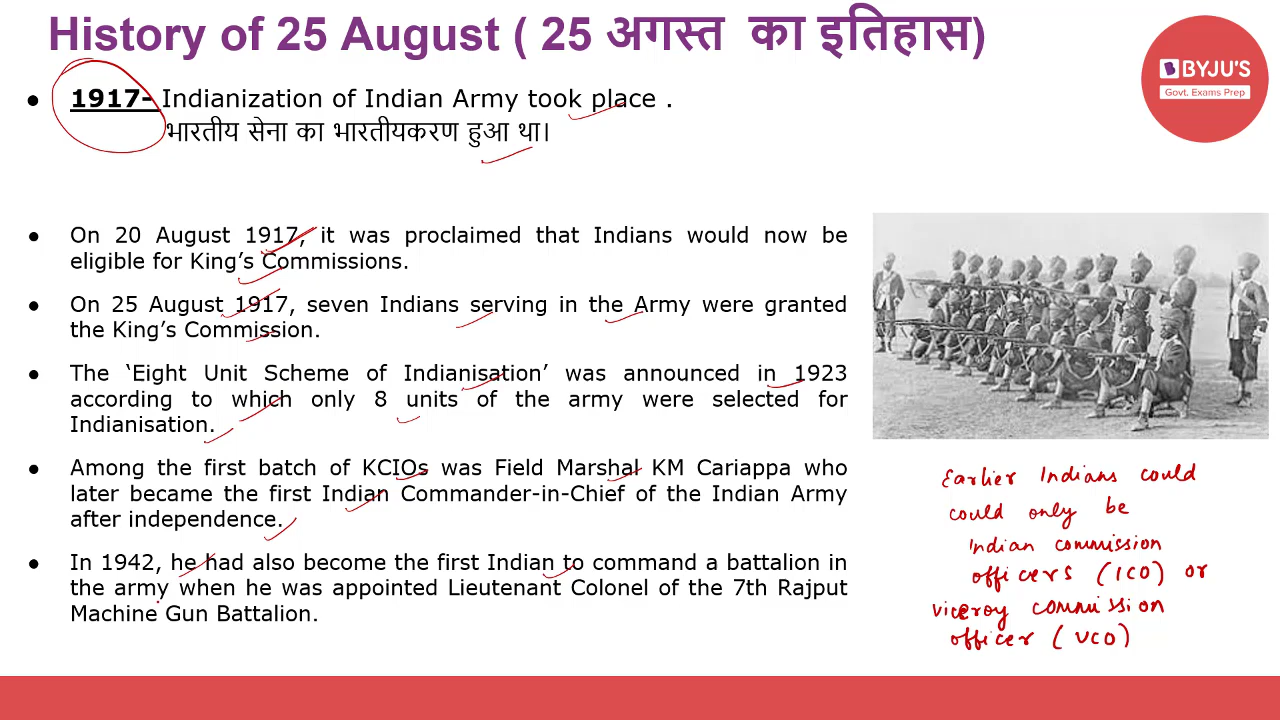 History of 25 August ( 25 अगस्त का इतिहास)
BYJU'S
Govt. Exams Prep
● 1917- Indianization of Indian Army took place .
भारतीय सेना का भारतीयकरण हुआ था।
● On 20 August 1917, it was proclaimed that Indians would now be
eligible for King's Commissions.
● On 25 August 1917, seven Indians serving in the Army were granted
the King's Commission.
● The ‘Eight Unit Scheme of Indianisation’ was announced in 1923
according to which only 8 units of the army were selected for
Indianisation.
● Among the first batch of KCIOs was Field Marshal KM Cariappa who
later became the first Indian Commander-in-Chief of the Indian Army
after independence.
● In 1942, he had also become the first Indian to command a battalion in
the army when he was appointed Lieutenant Colonel of the 7th Rajput
Machine Gun Battalion.
Earlier Indians could
could only be
Indian commission
officers (ICO) or
viceroy commission
officer (VCO)